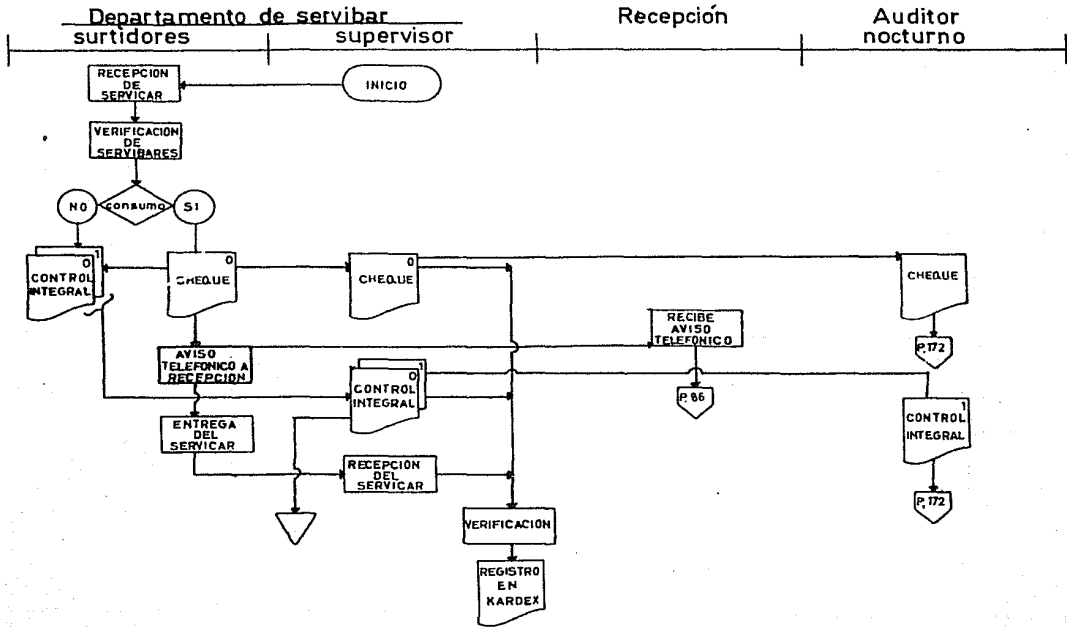 Departamento de servibar
surtidores
supervisor
Recepción
Auditor
nocturno
RECEPCION
DE
SERVICAR
INICIO
VERIFICACION
DE
SERVIBARES
NO
consumo
SI
0
1
CONTROL
INTEGRAL
0
CHEQUE
0
CHEQUE
CHEQUE
RECIBE
AVISO
TELEFONICO
P. 172
AVISO
TELEFONICO A
RECEPCION
0
1
CONTROL
INTEGRAL
P. 86
1
CONTROL
INTEGRAL
ENTREGA
DEL
SERVICAR
RECEPCION
DEL
SERVICAR
P. 172
VERIFICACION
REGISTRO
EN
KARDEX